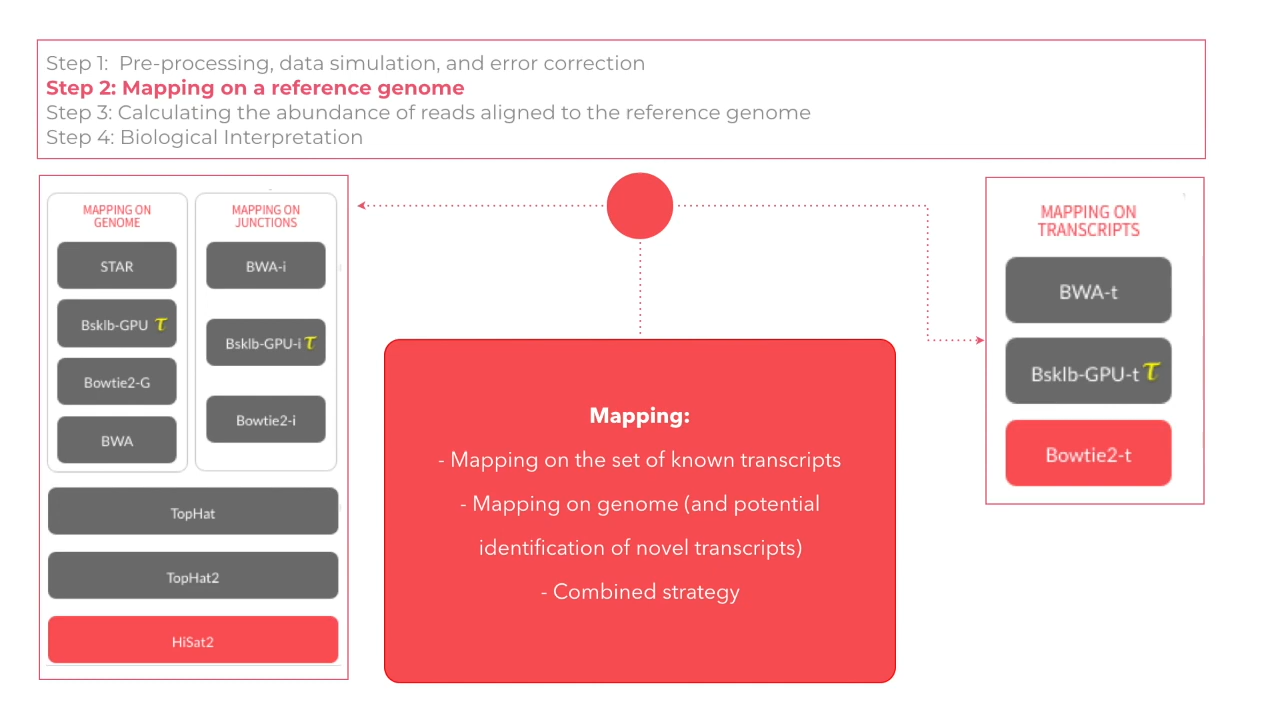 Step 1:  Pre-processing, data simulation, and error correction
Step 2: Mapping on a reference genome
Step 3: Calculating the abundance of reads aligned to the reference genome
Step 4: Biological Interpretation
MAPPING ON
GENOME
STAR
Bsklb-GPU τ
Bowtie2-G
BWA
MAPPING ON
JUNCTIONS
BWA-i
Bsklb-GPU-i τ
Bowtie2-i
TopHat
TopHat2
HiSat2
Mapping:
- Mapping on the set of known transcripts
- Mapping on genome (and potential
identification of novel transcripts)
- Combined strategy
MAPPING ON
TRANSCRIPTS
BWA-t
Bsklb-GPU-t τ
Bowtie2-t